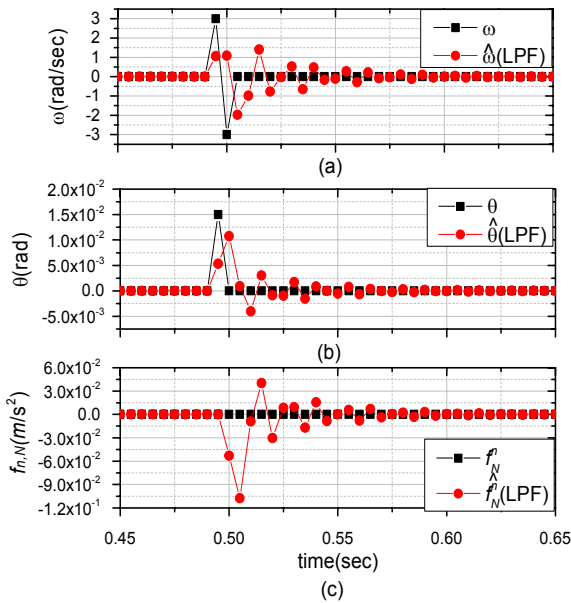 3
2
1
0
-1
-2
-3
ω(rad/sec)
ω
ω̂(LPF)
(a)
2.0x10⁻²
1.5x10⁻²
1.0x10⁻²
5.0x10⁻³
0.0
-5.0x10⁻³
θ(rad)
θ
θ̂(LPF)
(b)
6.0x10⁻²
3.0x10⁻²
0.0
-3.0x10⁻²
-6.0x10⁻²
-9.0x10⁻²
-1.2x10⁻¹
fn,N(m/s²)
fⁿN
f̂ⁿN(LPF)
0.45 0.50 0.55 0.60 0.65
time(sec)
(c)